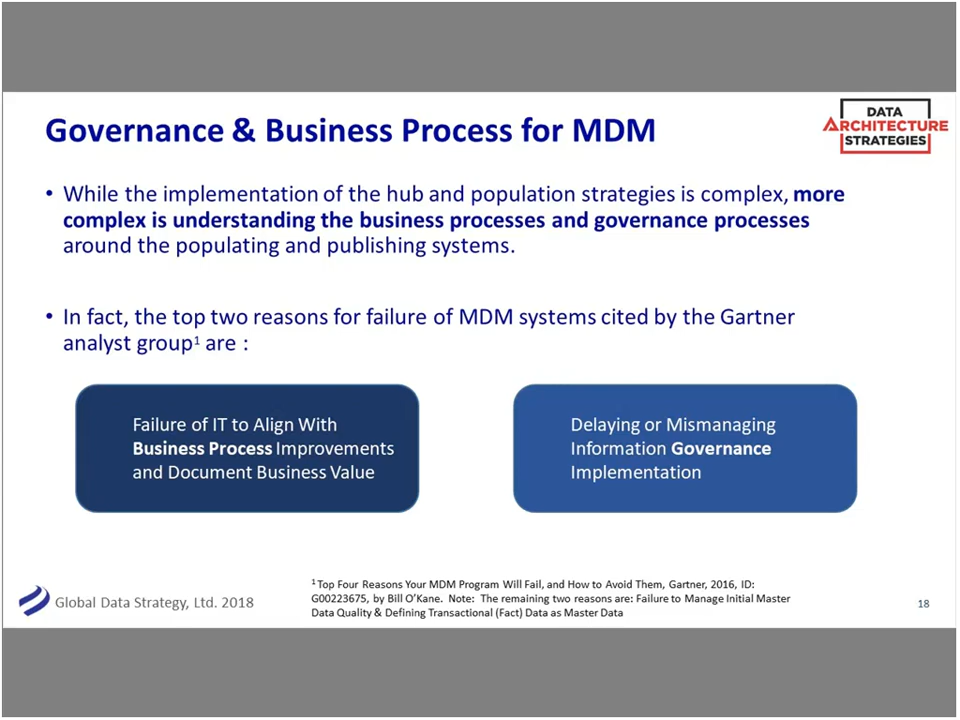 Governance & Business Process for MDM
DATA
ARCHITECTURE
STRATEGIES
• While the implementation of the hub and population strategies is complex, more
complex is understanding the business processes and governance processes
around the populating and publishing systems.
• In fact, the top two reasons for failure of MDM systems cited by the Gartner
analyst group¹ are :
Failure of IT to Align With
Business Process Improvements
and Document Business Value
Delaying or Mismanaging
Information Governance
Implementation
¹ Top Four Reasons Your MDM Program Will Fail, and How to Avoid Them, Gartner, 2016, ID:
G00223675, by Bill O’Kane. Note: The remaining two reasons are: Failure to Manage Initial Master
Data Quality & Defining Transactional (Fact) Data as Master Data
Global Data Strategy, Ltd. 2018
18